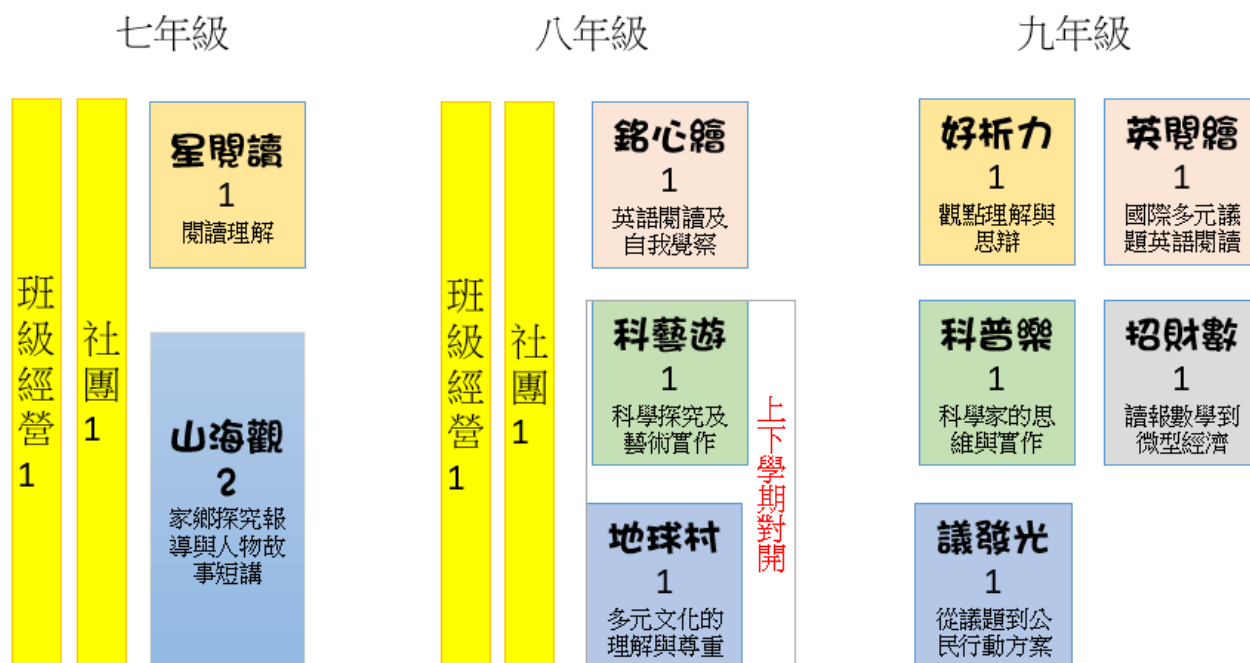 七年級
班級經營
1
社團
1
星閱讀
1
閱讀理解
山海觀
2
家鄉探究報
導與人物故
事短講
八年級
班級經營
1
社團
1
銘心繪
1
英語閱讀及
自我覺察
科藝遊
1
科學探究及
藝術實作
地球村
1
多元文化的
理解與尊重
上下學期對開
九年級
好析力
1
觀點理解與
思辯
英閱繪
1
國際多元議
題英語閱讀
科普樂
1
科學家的思
維與實作
招財數
1
讀報數學到
微型經濟
議發光
1
從議題到公
民行動方案